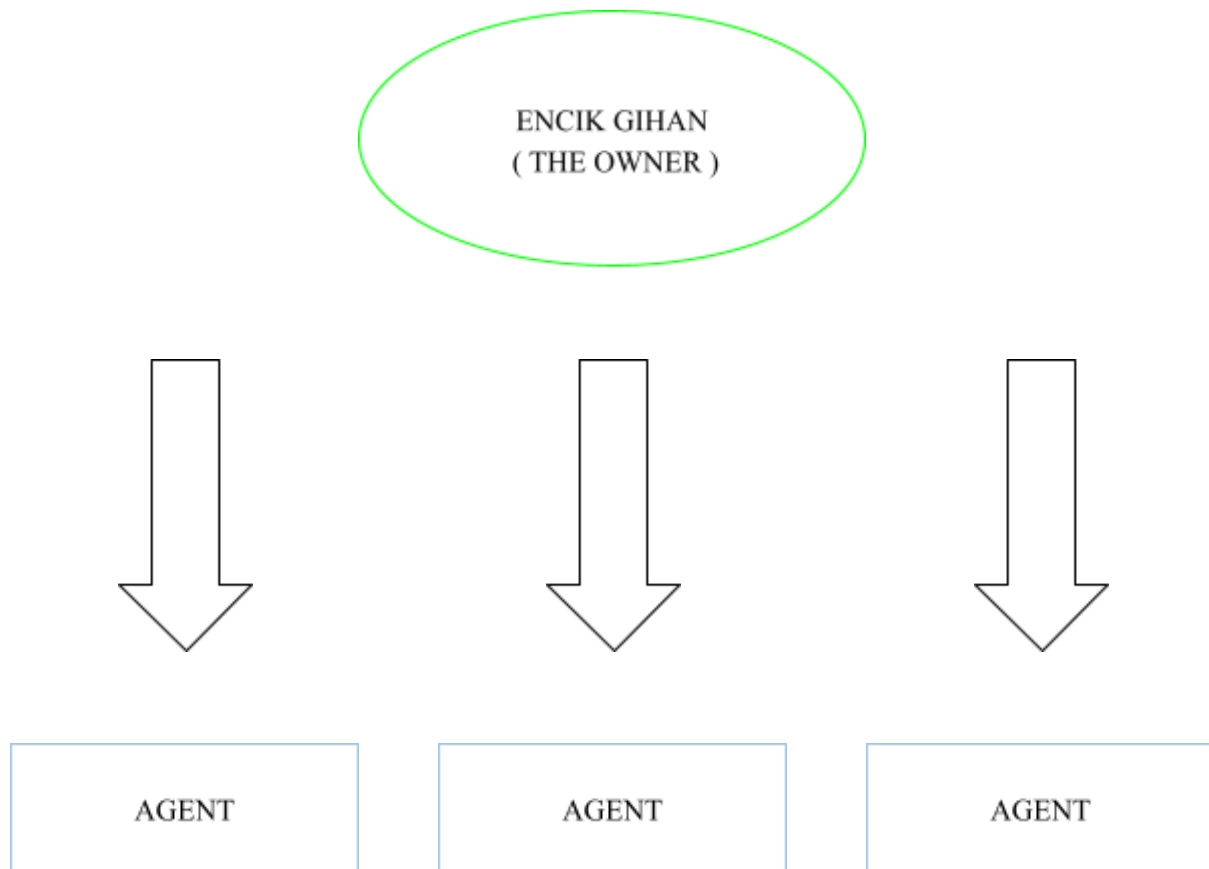 ENCIK GIHAN
( THE OWNER )
AGENT
AGENT
AGENT